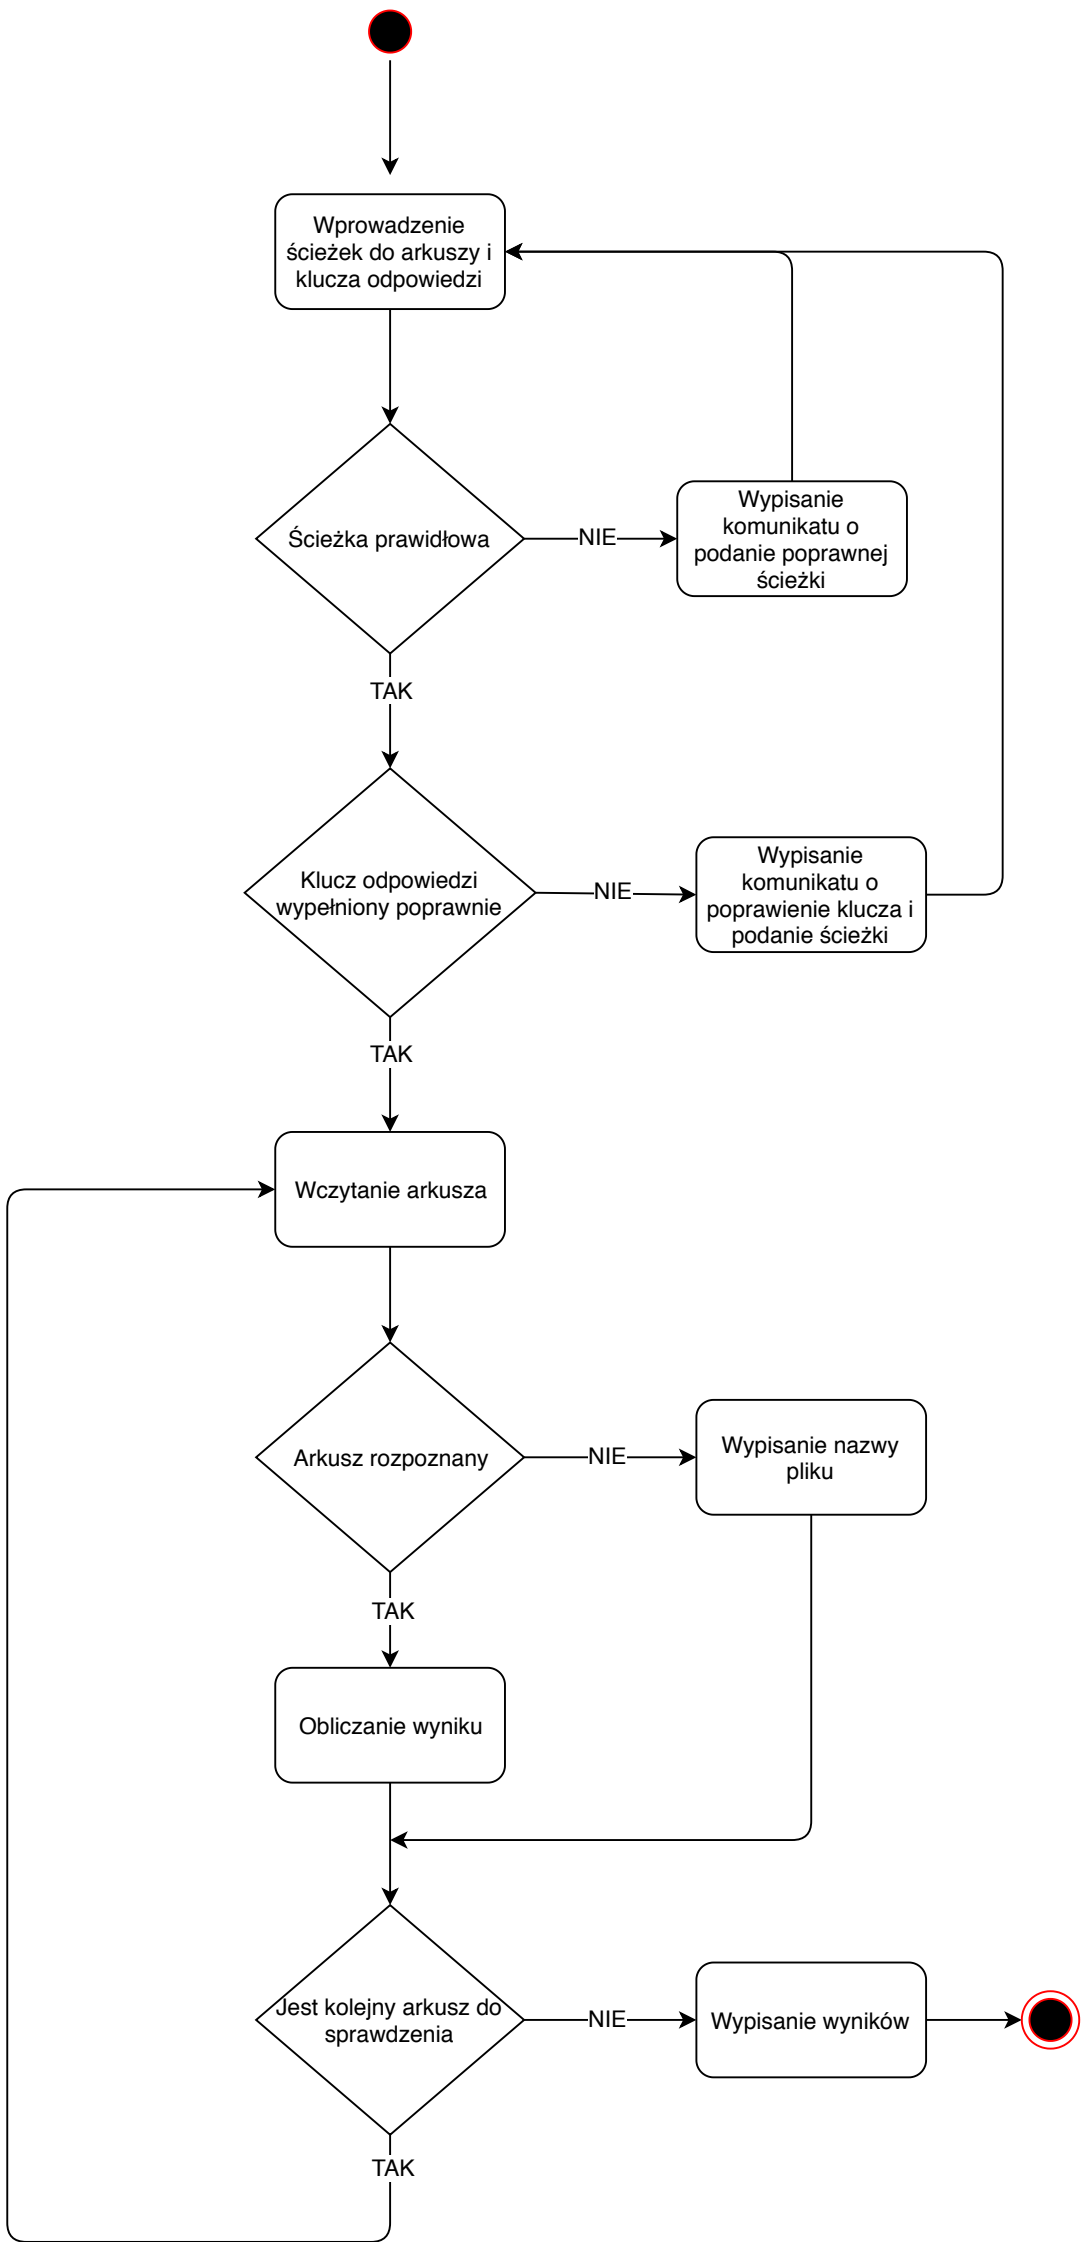 Wprowadzenie
ścieżek do arkuszy i
klucza odpowiedzi
Ścieżka prawidłowa
NIE
Wypisanie
komunikatu o
podanie poprawnej
ścieżki
TAK
Klucz odpowiedzi
wypełniony poprawnie
NIE
Wypisanie
komunikatu o
poprawienie klucza i
podanie ścieżki
TAK
Wczytanie arkusza
Arkusz rozpoznany
NIE
Wypisanie nazwy
pliku
TAK
Obliczanie wyniku
Jest kolejny arkusz do
sprawdzenia
NIE
Wypisanie wyników
TAK